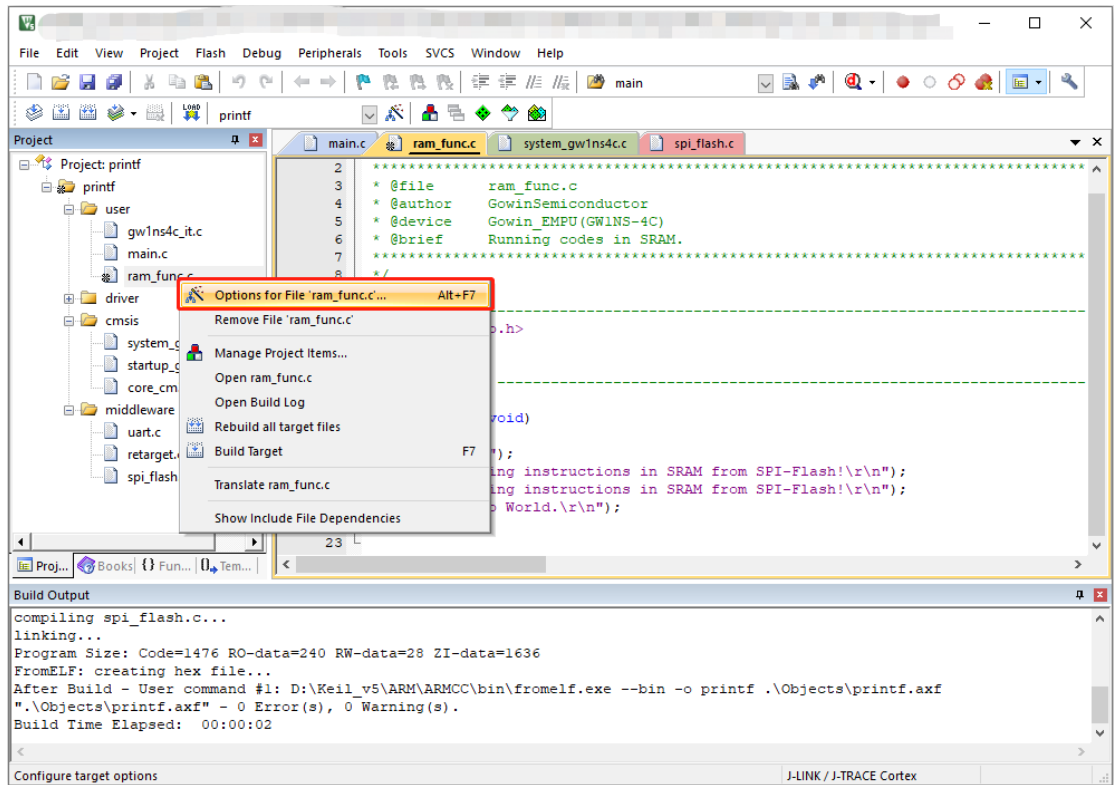 File Edit View Project Flash Debug Peripherals Tools SVCS Window Help
main
LOAD
printf
Project
main.c ram_func.c system_gw1ns4c.c spi_flash.c
Project: printf
printf
user
gw1ns4c_it.c
main.c
ram_func.c
driver
cmsis
system_g
startup_g
core_cm
middleware
uart.c
retarget.
spi_flash
Proj... Books {} Fun... Tem...
Options for File 'ram_func.c'... Alt+F7
Remove File 'ram_func.c'
Manage Project Items...
Open ram_func.c
Open Build Log
Rebuild all target files
Build Target F7
Translate ram_func.c
Show Include File Dependencies
2 *******************************************************************************
3 * @file ram_func.c
4 * @author GowinSemiconductor
5 * @device Gowin_EMPU(GW1NS-4C)
6 * @brief Running codes in SRAM.
7 *******************************************************************************
8 */
.h>
void)
");
ing instructions in SRAM from SPI-Flash!\r\n");
ing instructions in SRAM from SPI-Flash!\r\n");
World.\r\n");
23
Build Output
compiling spi_flash.c...
linking...
Program Size: Code=1476 RO-data=240 RW-data=28 ZI-data=1636
FromELF: creating hex file...
After Build - User command #1: D:\Keil_v5\ARM\ARMCC\bin\fromelf.exe --bin -o printf .\Objects\printf.axf
".\Objects\printf.axf" - 0 Error(s), 0 Warning(s).
Build Time Elapsed: 00:00:02
Configure target options J-LINK / J-TRACE Cortex